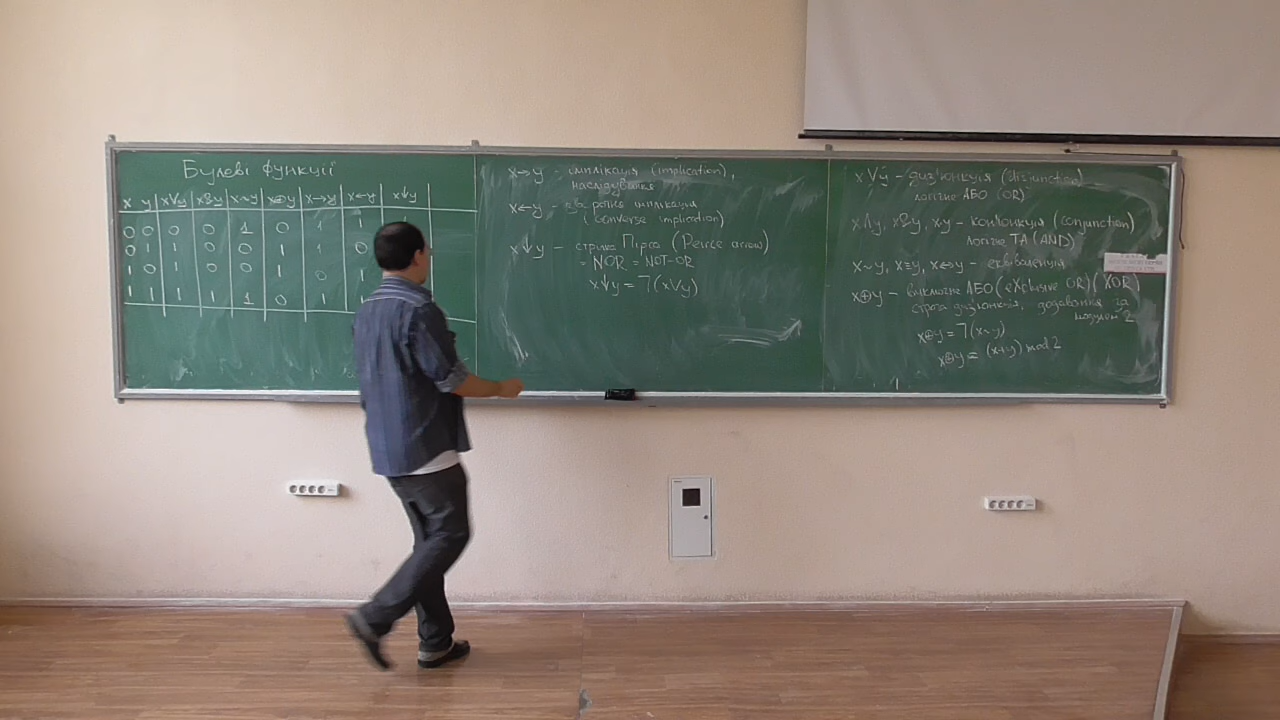 Булеві функції
x y x∨y x&y x~y x⊕y x→y x←y x↓y
0 0 0 0 1 0 1 1
0 1 1 0 0 1 1 0
1 0 1 0 0 1 0
1 1 1 1 1 0 1 1
x→y – імплікація (implication),
наслідування
x←y – зворотна імплікація
(converse implication)
x↓y – стрілка Пірса (Peirce arrow)
= NOR = NOT-OR
x↓y = ¬(x∨y)
x∨y – диз'юнкція (disjunction)
логічне АБО (OR)
x∧y, x&y, xy – кон'юнкція (conjunction)
логічне ТА (AND)
x~y, x≡y, x↔y – еквіваленція
x⊕y – виключне АБО (eXclusive OR) (XOR)
строга диз'юнкція, додавання за
модулем 2
x⊕y = ¬(x~y)
x⊕y = (x+y) mod 2